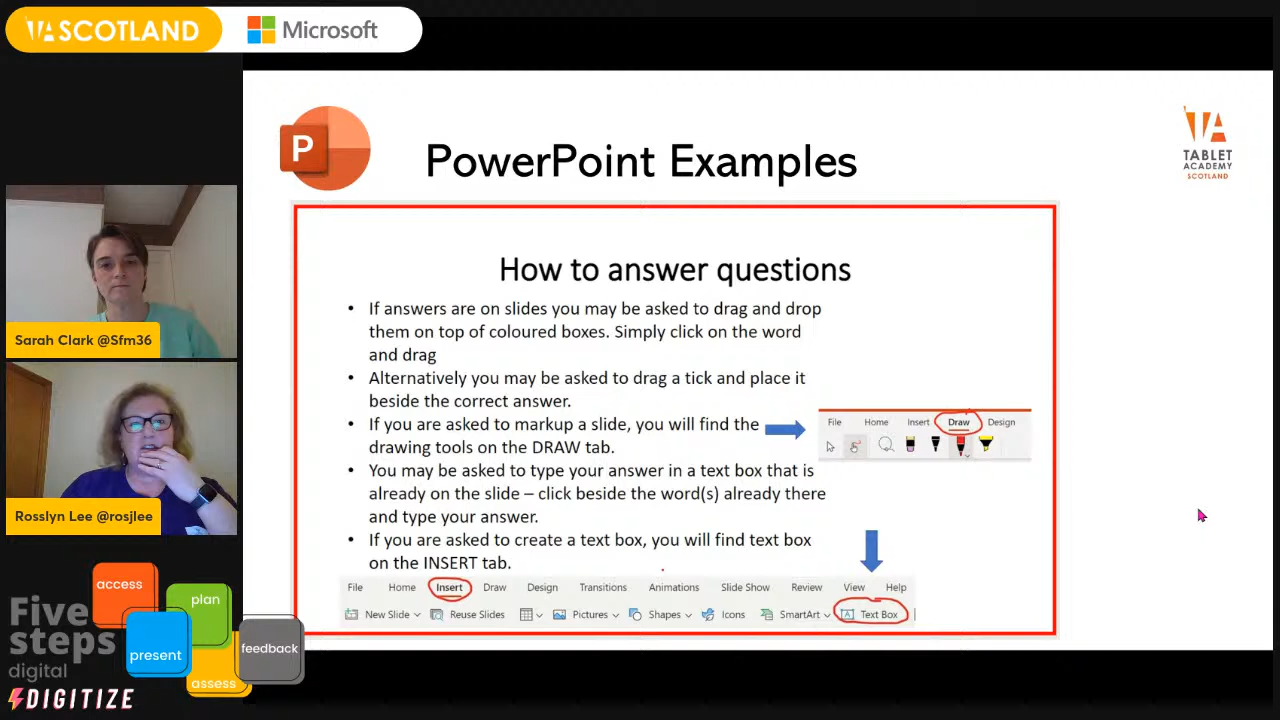 TA SCOTLAND
Microsoft
P
PowerPoint Examples
TA
TABLET
ACADEMY
SCOTLAND
How to answer questions
• If answers are on slides you may be asked to drag and drop
them on top of coloured boxes. Simply click on the word
and drag
• Alternatively you may be asked to drag a tick and place it
beside the correct answer.
• If you are asked to markup a slide, you will find the
drawing tools on the DRAW tab.
• You may be asked to type your answer in a text box that is
already on the slide – click beside the word(s) already there
and type your answer.
• If you are asked to create a text box, you will find text box
on the INSERT tab.
File Home Insert Draw Design
File Home Insert Draw Design Transitions Animations Slide Show Review View Help
New Slide Reuse Slides Pictures Shapes Icons SmartArt Text Box
Sarah Clark @Sfm36
Rosslyn Lee @rosjlee
Five
steps
digital
access
plan
present
feedback
assess
DIGITIZE